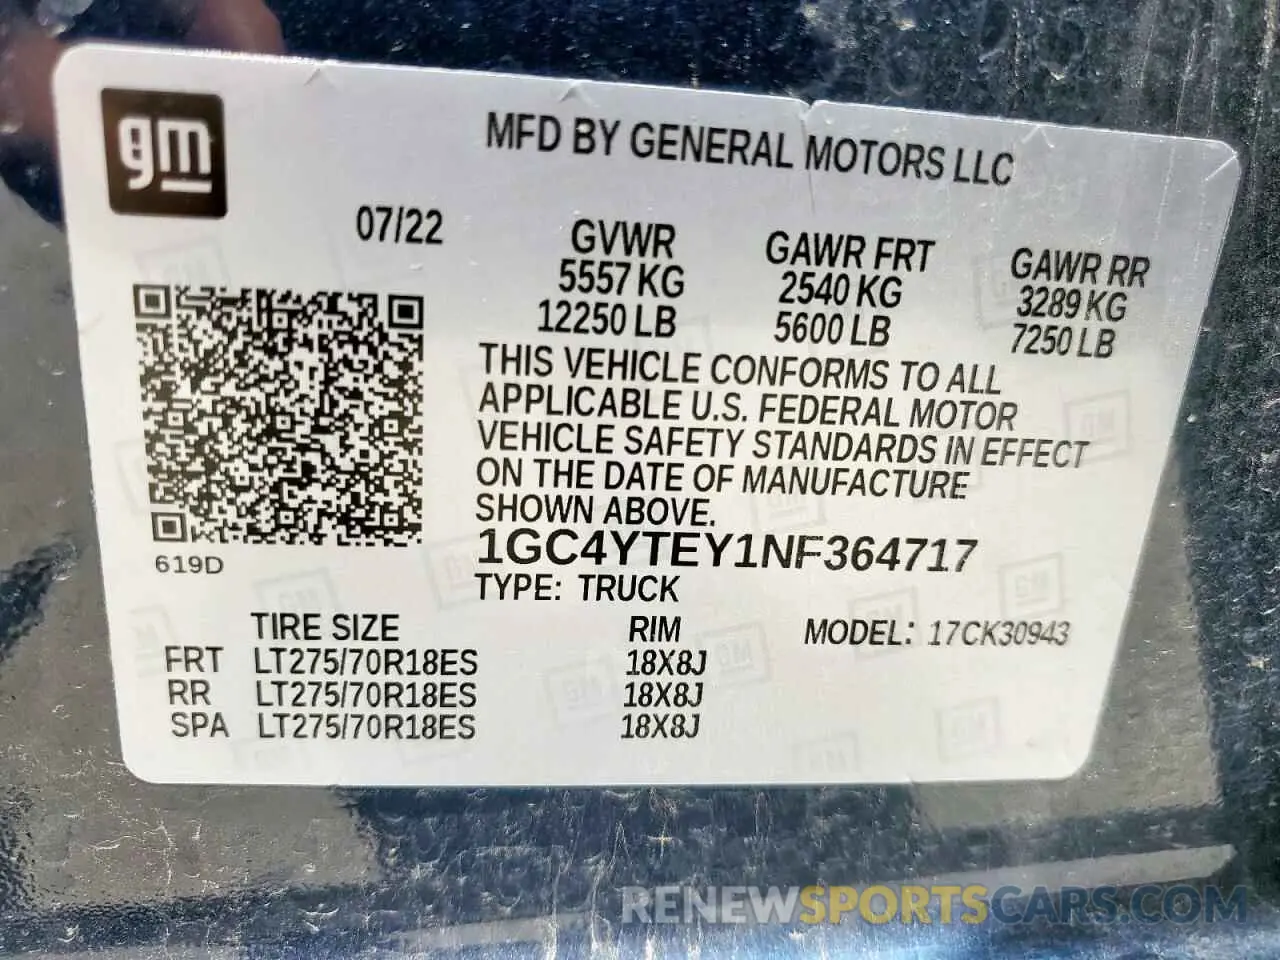 gm
MFD BY GENERAL MOTORS LLC
07/22
GVWR
5557 KG
12250 LB
GAWR FRT
2540 KG
5600 LB
GAWR RR
3289 KG
7250 LB
THIS VEHICLE CONFORMS TO ALL
APPLICABLE U.S. FEDERAL MOTOR
VEHICLE SAFETY STANDARDS IN EFFECT
ON THE DATE OF MANUFACTURE
SHOWN ABOVE.
1GC4YTEY1NF364717
TYPE: TRUCK
619D
MODEL: 17CK30943
TIRE SIZE RIM
FRT LT275/70R18ES 18X8J
RR LT275/70R18ES 18X8J
SPA LT275/70R18ES 18X8J
RENEWSPORTSCARS.COM